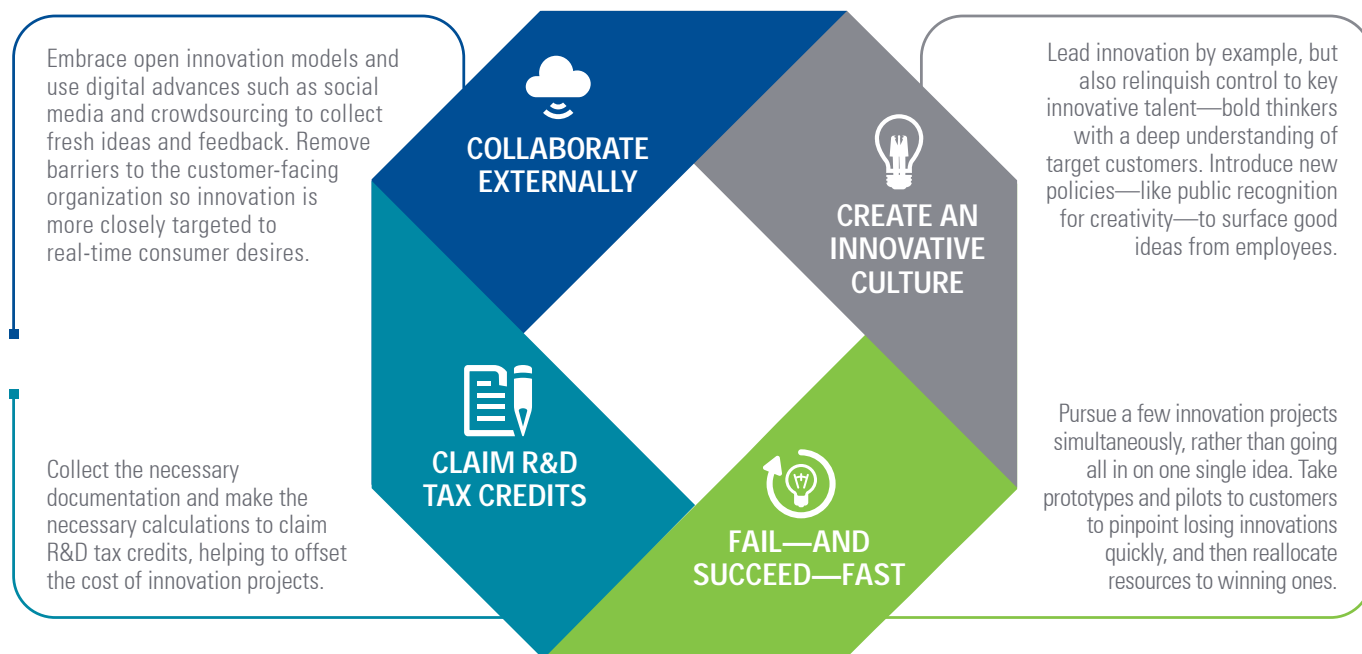 Embrace open innovation models and
use digital advances such as social
media and crowdsourcing to collect
fresh ideas and feedback. Remove
barriers to the customer-facing
organization so innovation is
more closely targeted to
real-time consumer desires.
COLLABORATE
EXTERNALLY
CREATE AN
INNOVATIVE
CULTURE
Lead innovation by example, but
also relinquish control to key
innovative talent—bold thinkers
with a deep understanding of
target customers. Introduce new
policies—like public recognition
for creativity—to surface good
ideas from employees.
Collect the necessary
documentation and make the
necessary calculations to claim
R&D tax credits, helping to offset
the cost of innovation projects.
CLAIM R&D
TAX CREDITS
FAIL—AND
SUCCEED—FAST
Pursue a few innovation projects
simultaneously, rather than going
all in on one single idea. Take
prototypes and pilots to customers
to pinpoint losing innovations
quickly, and then reallocate
resources to winning ones.